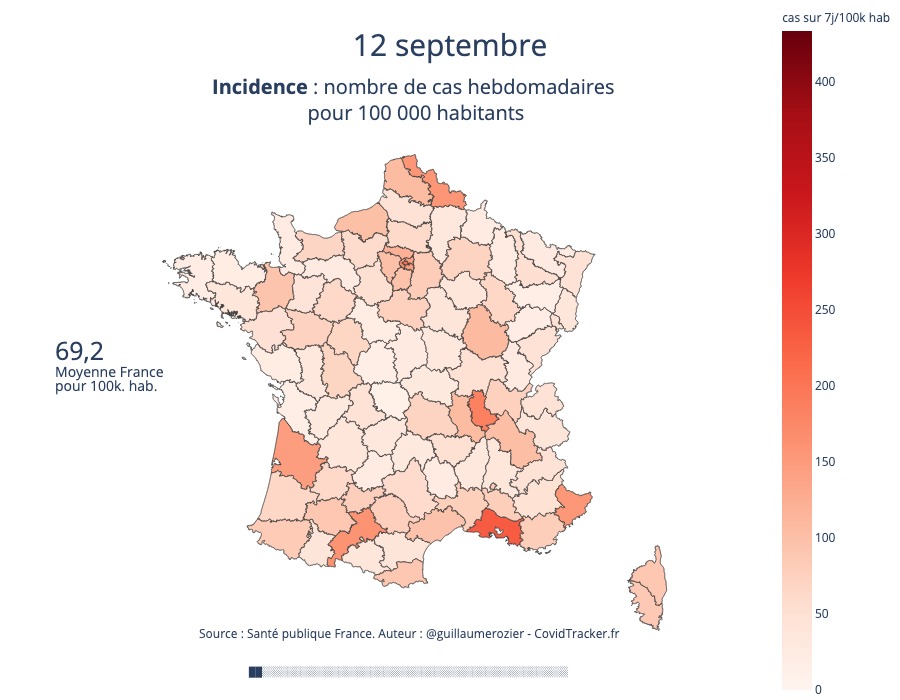 cas sur 7j/100k hab
12 septembre
Incidence : nombre de cas hebdomadaires
pour 100 000 habitants
69,2
Moyenne France
pour 100k. hab.
400
350
300
250
200
150
100
50
0
Source : Santé publique France. Auteur : @guillaumerozier - CovidTracker.fr